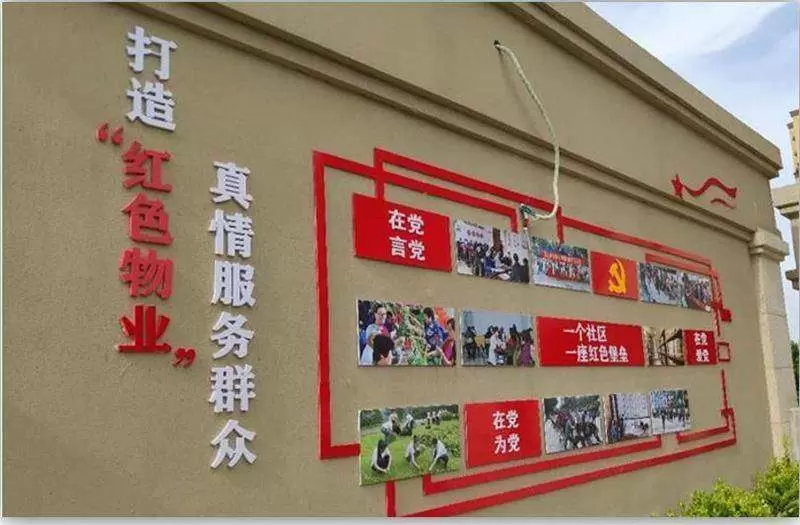 打造
“红色物业”
真情服务群众
在党
言党
一个社区
一座红色堡垒
在党
爱党
在党
为党